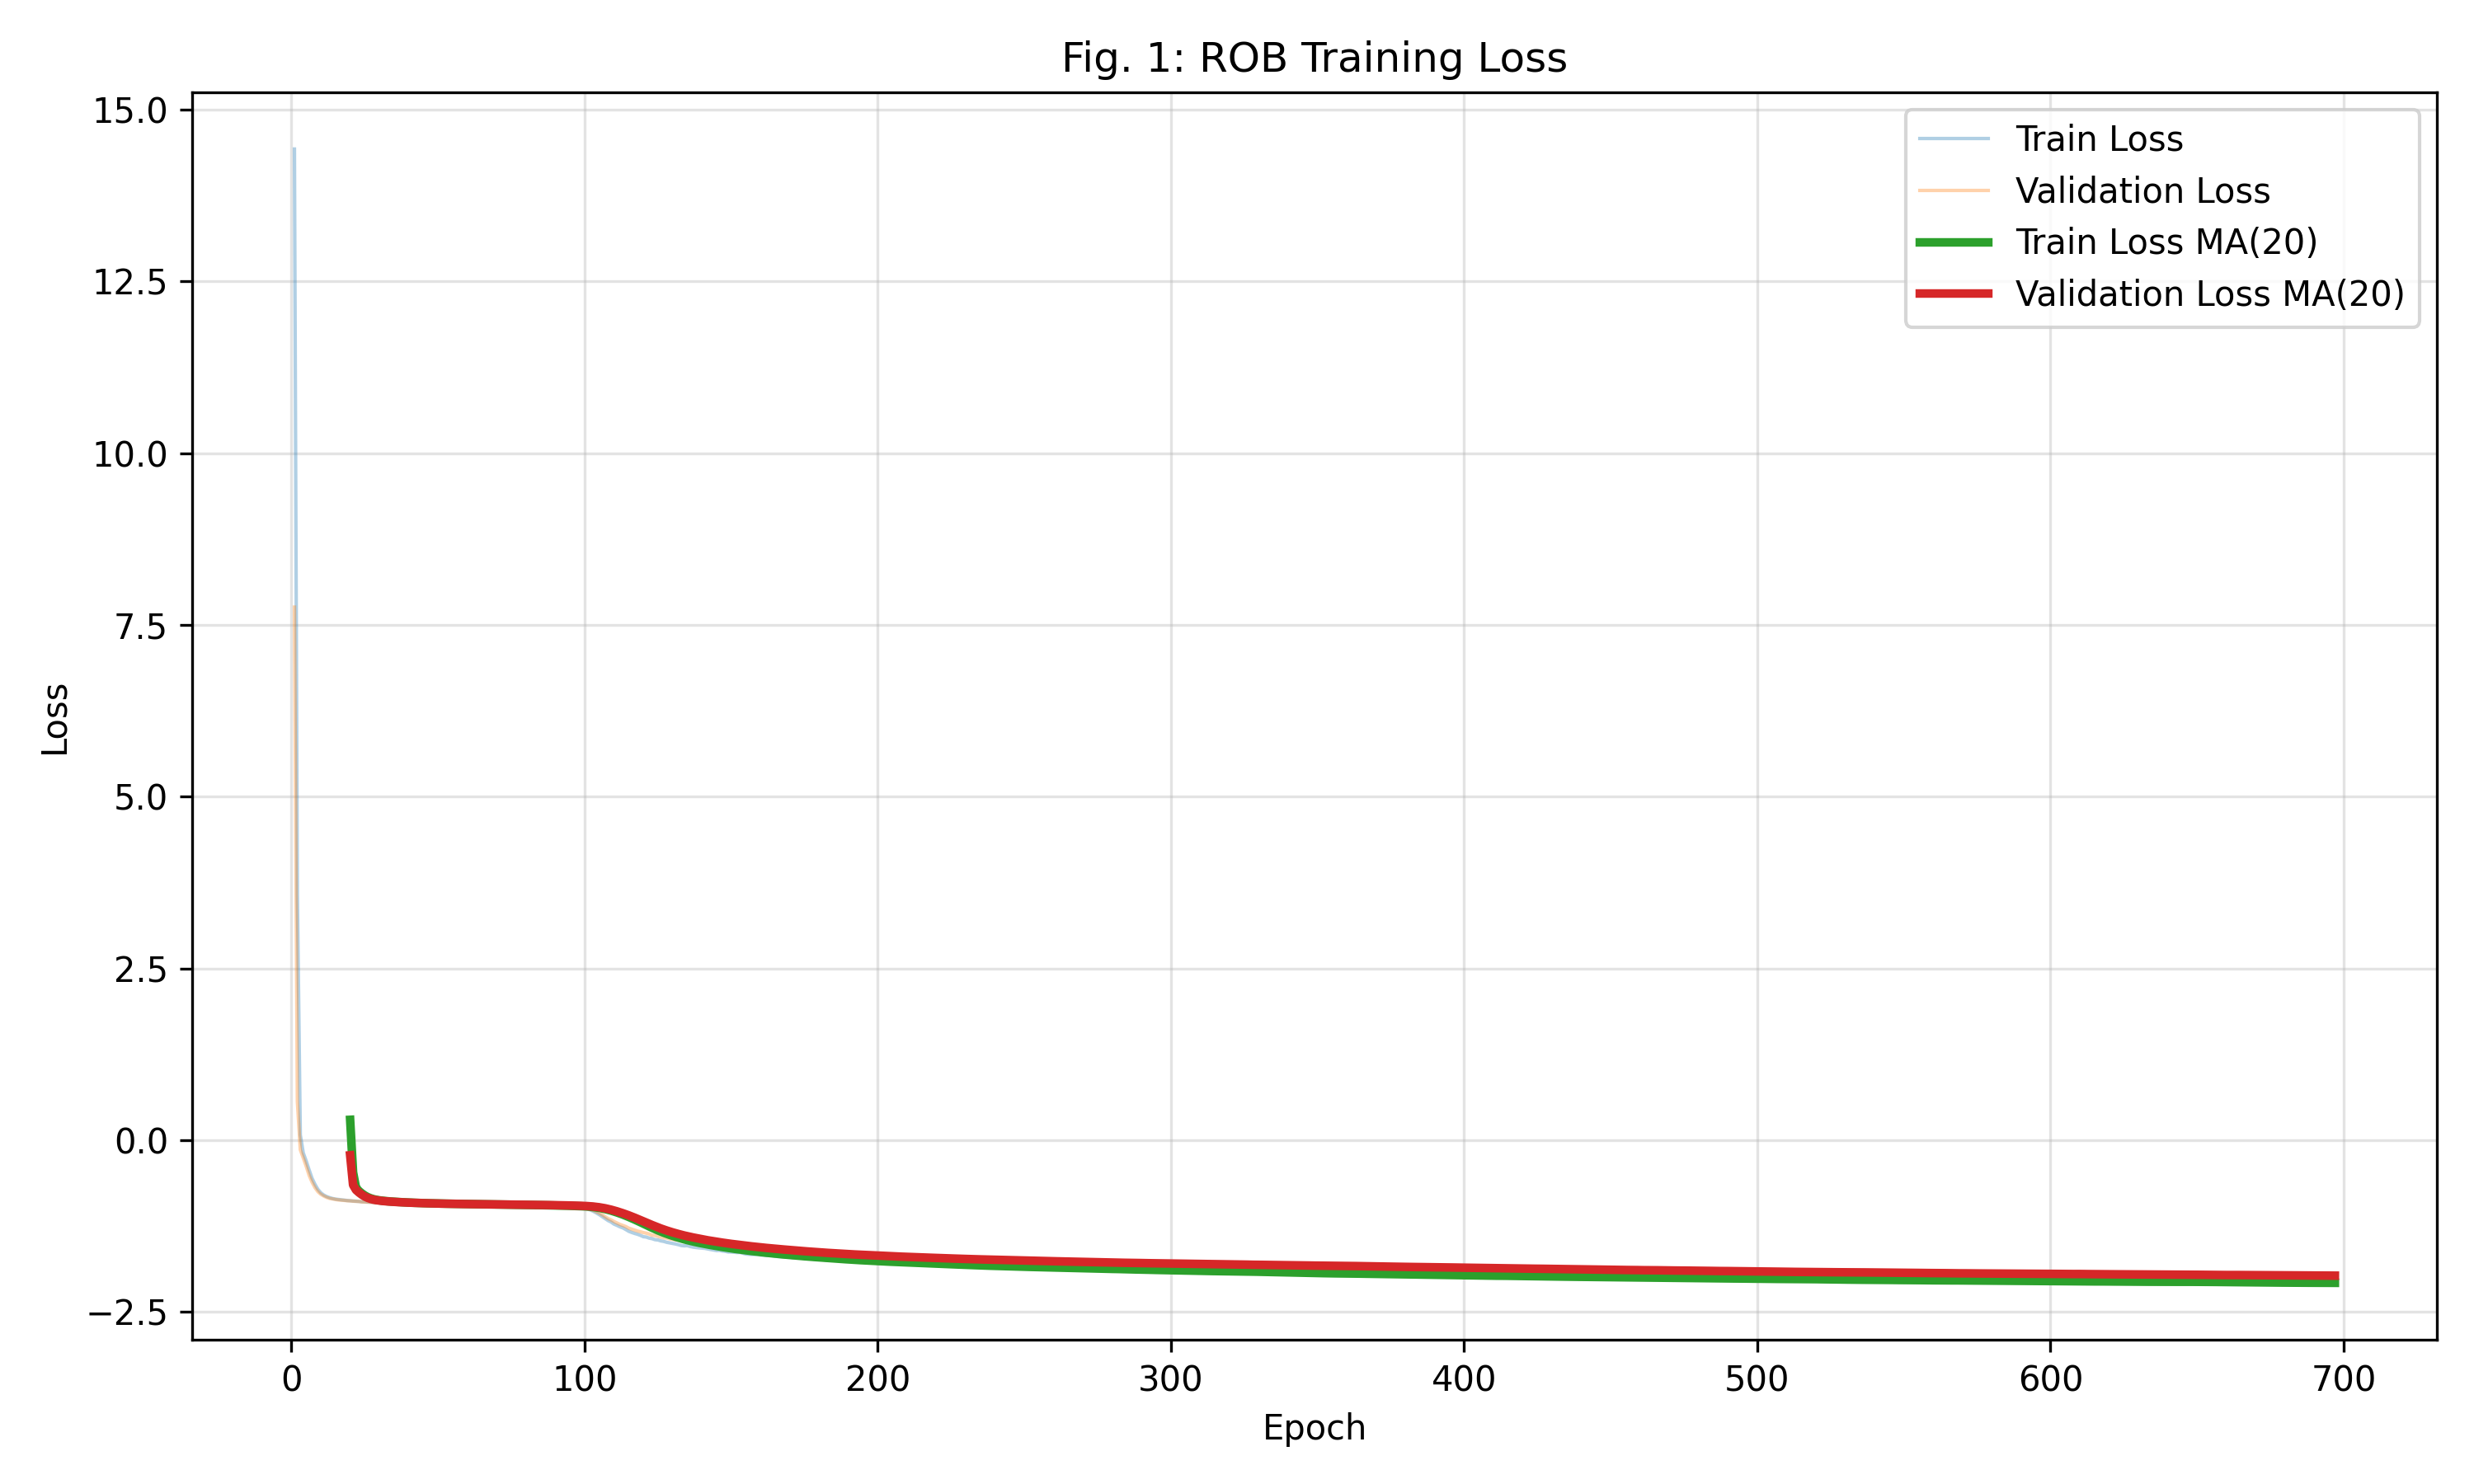 Fig. 1: ROB Training Loss
15.0
12.5
10.0
7.5
5.0
2.5
0.0
−2.5
Loss
Train Loss
Validation Loss
Train Loss MA(20)
Validation Loss MA(20)
0 100 200 300 400 500 600 700
Epoch